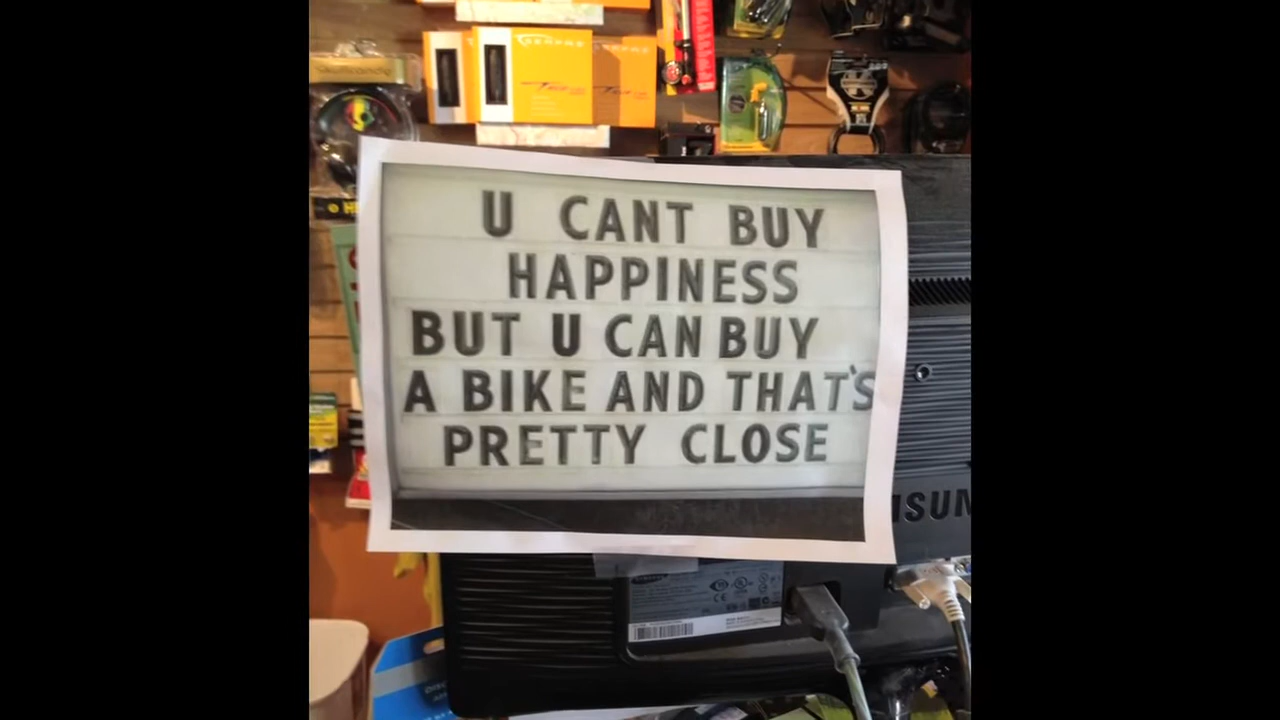 U CANT BUY
HAPPINESS
BUT U CAN BUY
A BIKE AND THAT'S
PRETTY CLOSE